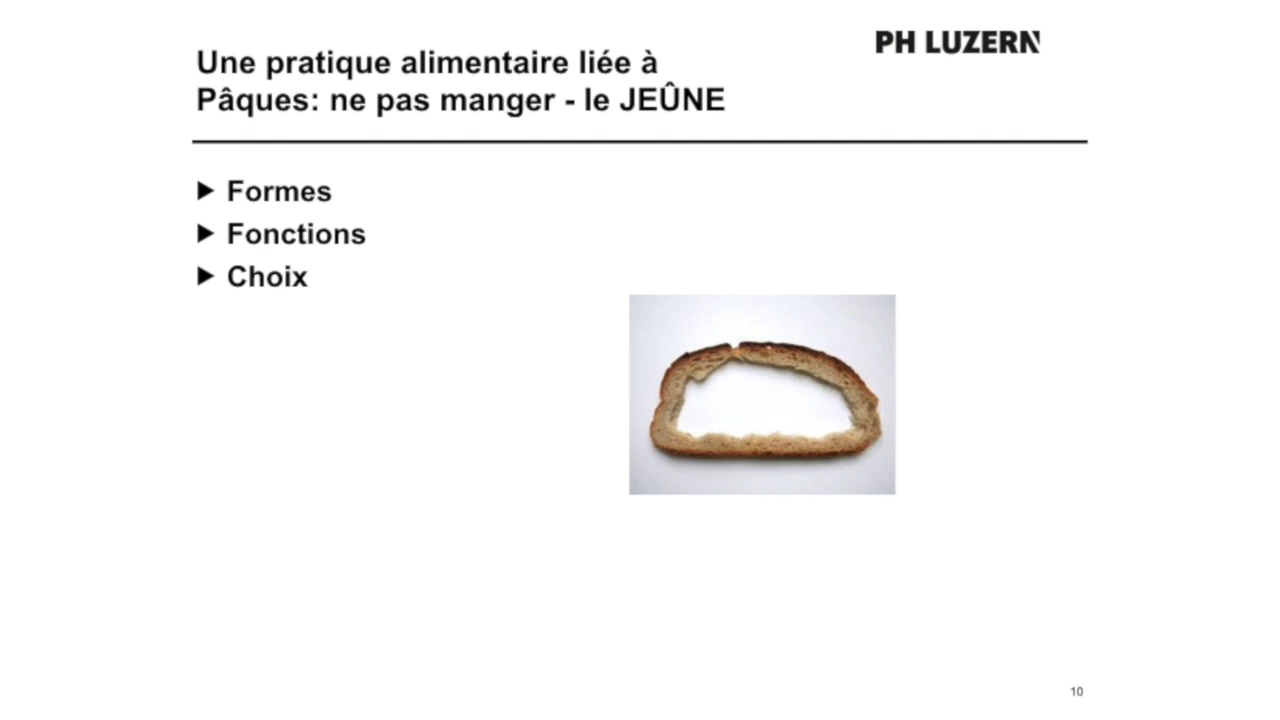 Une pratique alimentaire liée à
Pâques: ne pas manger - le JEÛNE
PH LUZERN
Formes
Fonctions
Choix
10